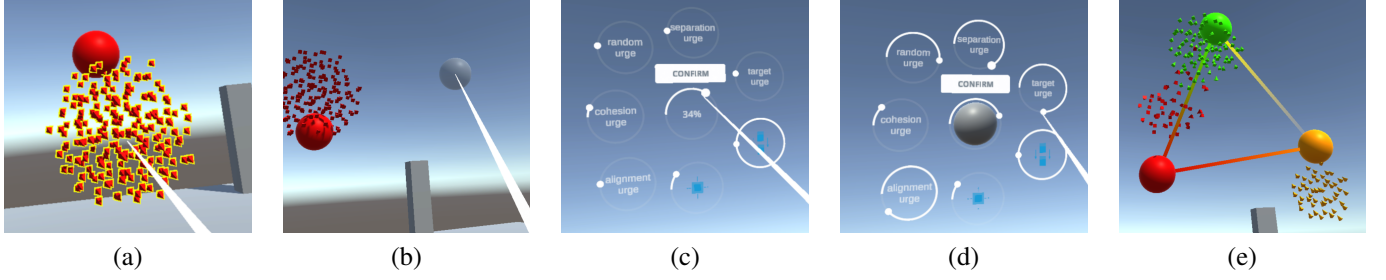 separation
urge
random
urge
CONFIRM
target
urge
cohesion
urge
34%
alignment
urge
separation
urge
random
urge
CONFIRM
target
urge
cohesion
urge
alignment
urge
(a)
(b)
(c)
(d)
(e)